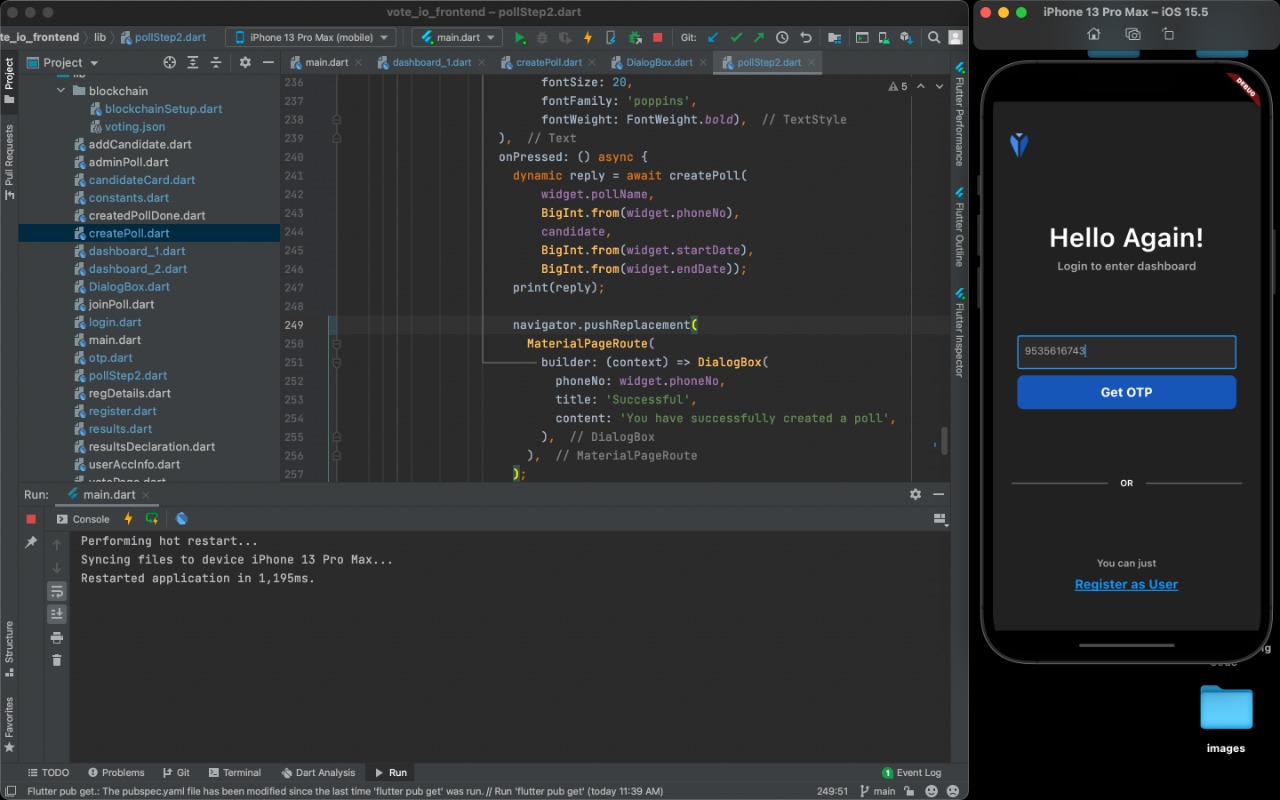 vote_io_frontend – pollStep2.dart
te_io_frontend
lib
pollStep2.dart
iPhone 13 Pro Max (mobile)
main.dart
Git:
Project
main.dart
dashboard_1.dart
createPoll.dart
DialogBox.dart
pollStep2.dart
Project
Pull Requests
Structure
Favorites
lib
blockchain
blockchainSetup.dart
voting.json
addCandidate.dart
adminPoll.dart
candidateCard.dart
constants.dart
createdPollDone.dart
createPoll.dart
dashboard_1.dart
dashboard_2.dart
DialogBox.dart
joinPoll.dart
login.dart
main.dart
otp.dart
pollStep2.dart
regDetails.dart
register.dart
results.dart
resultsDeclaration.dart
userAccInfo.dart
votePage.dart
5
236 fontSize: 20,
237 fontFamily: 'poppins',
238 fontWeight: FontWeight.bold), // TextStyle
239 ), // Text
240 onPressed: () async {
241 dynamic reply = await createPoll(
242 widget.pollName,
243 BigInt.from(widget.phoneNo),
244 candidate,
245 BigInt.from(widget.startDate),
246 BigInt.from(widget.endDate));
247 print(reply);
248
249 navigator.pushReplacement(
250 MaterialPageRoute(
251 builder: (context) => DialogBox(
252 phoneNo: widget.phoneNo,
253 title: 'Successful',
254 content: 'You have successfully created a poll',
255 ), // DialogBox
256 ), // MaterialPageRoute
257 );
Flutter Performance
Flutter Outline
Flutter Inspector
Run:
main.dart
Console
Performing hot restart...
Syncing files to device iPhone 13 Pro Max...
Restarted application in 1,195ms.
TODO
Problems
Git
Terminal
Dart Analysis
Run
1
Event Log
Flutter pub get.: The pubspec.yaml file has been modified since the last time 'flutter pub get' was run. // Run 'flutter pub get' (today 11:39 AM)
249:51
main
iPhone 13 Pro Max – iOS 15.5
DEBUG
Hello Again!
Login to enter dashboard
9535616743
Get OTP
OR
You can just
Register as User
images